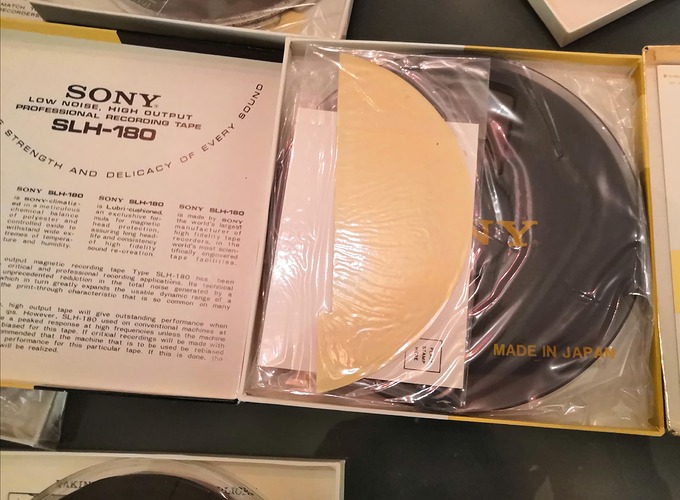 MATCH
RECORDERS
SONY
LOW NOISE, HIGH OUTPUT
PROFESSIONAL RECORDING TAPE
SLH-180
STRENGTH AND DELICACY OF EVERY SOUND
SONY SLH-180
is SONY-climatiz-
ed in a meticulous
chemical balance
of polyester and
controlled oxide to
withstand wide ex-
tremes in tempera-
ture and humidity.
SONY SLH-180
is Lubri-cushioned,
an exclusive for-
mula for magnetic
head protection,
assuring long head
life and consistency
of high fidelity
sound re-creation.
SONY SLH-180
is made by SONY
the world's largest
manufacturer of
high fidelity tape
recorders, in the
world's most scien-
tifically engineered
tape facilities.
output magnetic recording tape Type SLH-180 has been
critical and professional recording applications. Its technical
unprecedented reduction in the total noise generated by a
which in turn greatly expands the usable dynamic range of a
the print-through characteristic that is so common on many
high output tape will give outstanding performance when
ps. However, SLH-180 used on conventional machines of
a peaked response at high frequencies unless the machine
biased for this tape. If critical recordings will be made with
mmended that the machine that is to be used be rebiased
performance for this particular tape. If this is done, the
will be realized.
NY
MADE IN JAPAN
STAMP
HERE